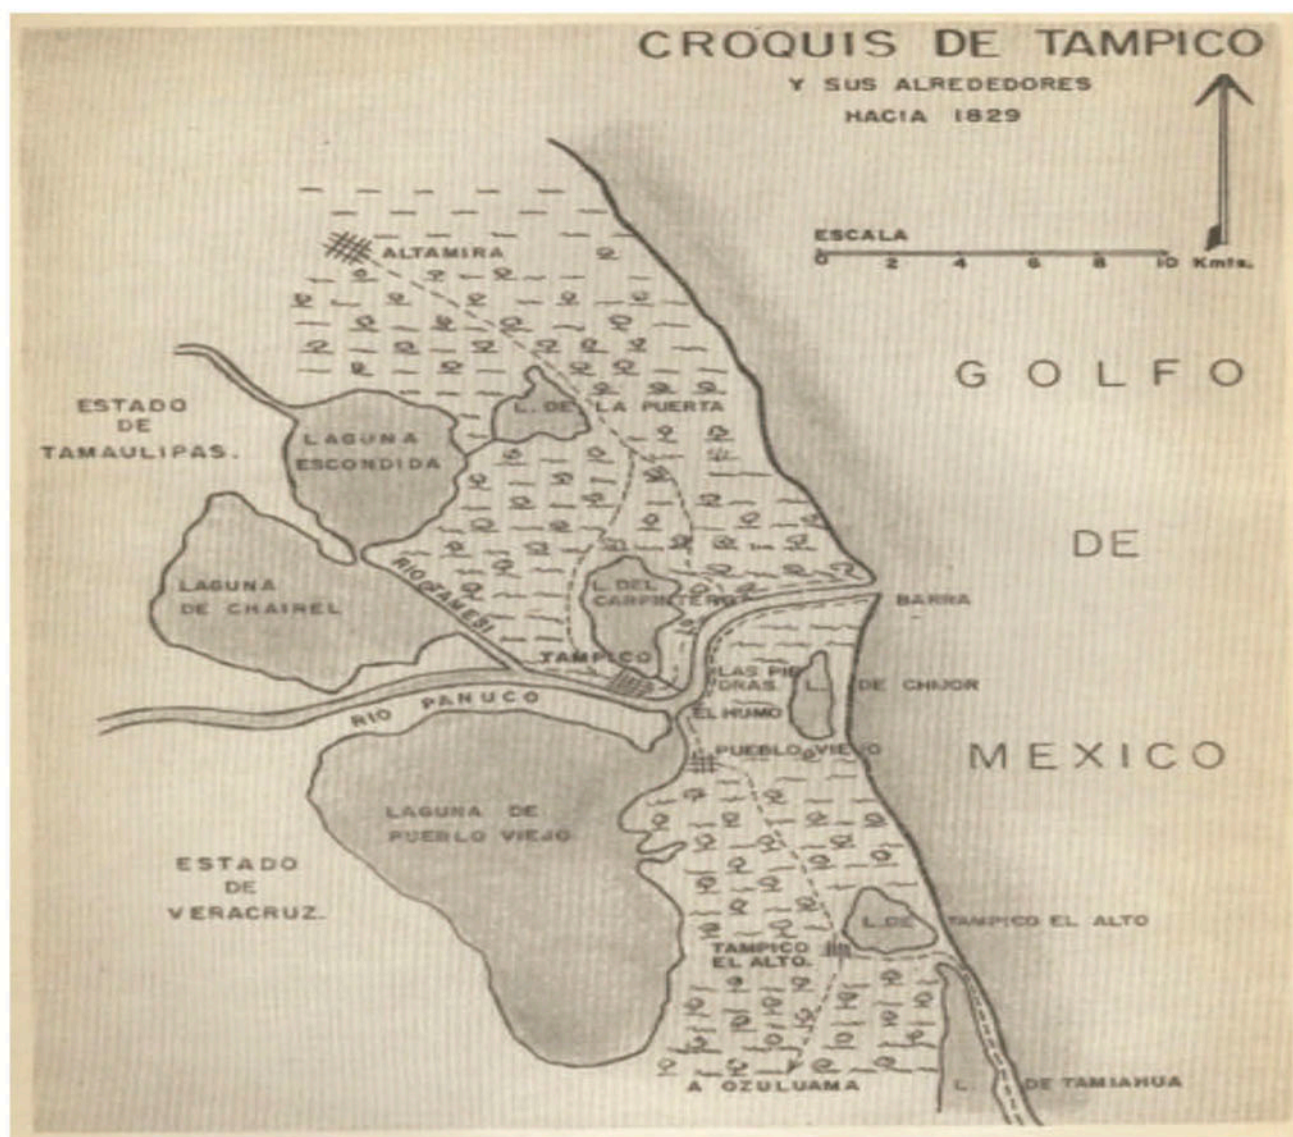 CROQUIS DE TAMPICO
Y SUS ALREDEDORES
HACIA 1829
ESCALA
0 2 4 6 8 10 Kmts.
ALTAMIRA
GOLFO
DE
MEXICO
ESTADO
DE
TAMAULIPAS.
L. DE LA PUERTA
LAGUNA
ESCONDIDA
LAGUNA
DE CHAIREL
RIO TAMESI
L. DEL
CARPINTERO
BARRA
TAMPICO
LAS PIE
DRAS.
L. DE CHIJOR
RIO PANUCO
EL HUMO
PUEBLO VIEJO
LAGUNA DE
PUEBLO VIEJO
ESTADO
DE
VERACRUZ.
L. DE TAMPICO EL ALTO
TAMPICO
EL ALTO.
A OZULUAMA
L. DE TAMIAHUA